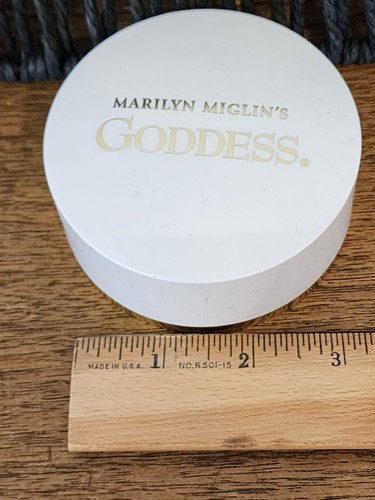 MARILYN MIGLIN'S
GODDESS.
MADE IN U.S.A. 1 NO.R501-15 2 3